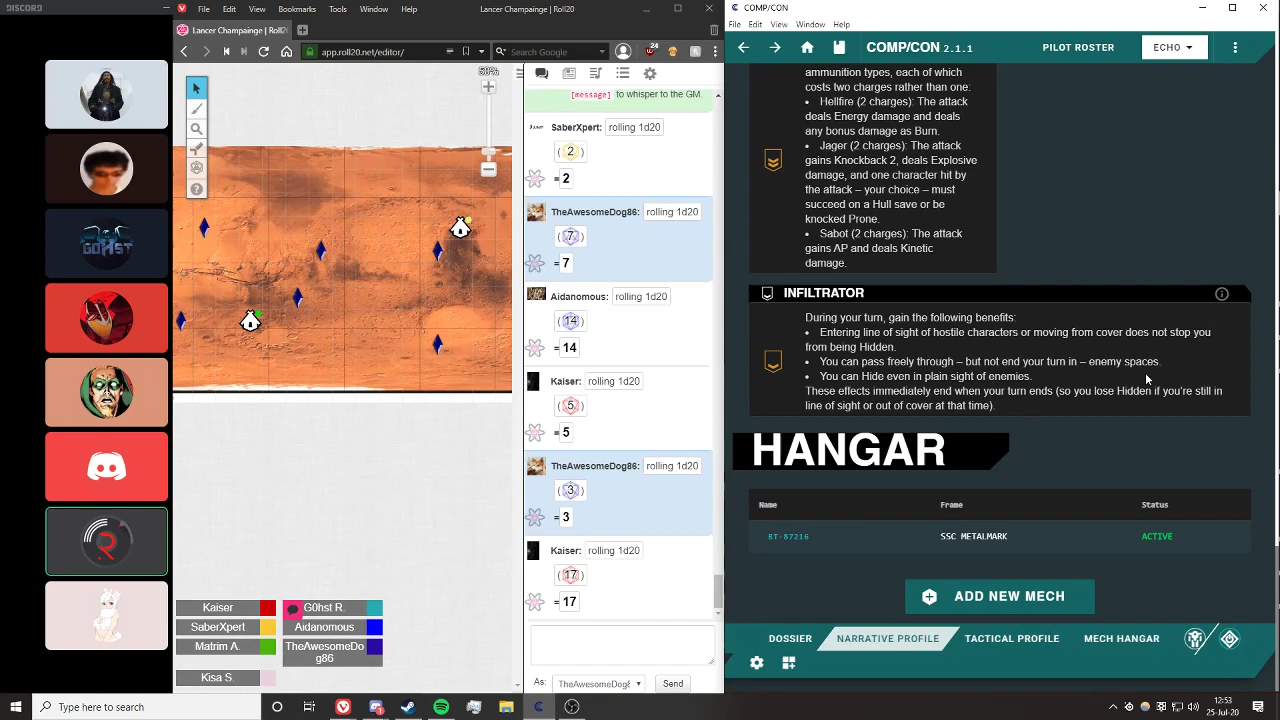 DISCORD
GOHST
File Edit View Bookmarks
Roll20
Lancer Champainge | Roll20
app.roll20.net/editor/
Search Google
24
50%
[message] to whisper to the GM.
SaberXpert: rolling 1d20
( 2 )
= 2
TheAwesomeDog86: rolling 1d20
( 7 )
= 7
Aidanomous: rolling 1d20
( 14 )
= 14
Kaiser: rolling 1d20
( 5 )
= 5
TheAwesomeDog86: rolling 1d20
( 3 )
= 3
Kaiser: rolling 1d20
( 17 )
= 17
Kaiser
G0hst R.
SaberXpert
Aidanomous
Matrim A.
TheAwesomeDo
g86
Kisa S.
As:
Send
COMP/CON
File Edit View Window Help
COMP/CON 2.1.1
PILOT ROSTER
ECHO
ammunition types, each of which
costs two charges rather than one:
• Hellfire (2 charges): The attack
deals Energy damage and deals
any bonus damage as Burn.
• Jager (2 charges): The attack
gains Knockback 2, deals Explosive
damage, and one character hit by
the attack – your choice – must
succeed on a Hull save or be
knocked Prone.
• Sabot (2 charges): The attack
gains AP and deals Kinetic
damage.
INFILTRATOR
During your turn, gain the following benefits:
• Entering line of sight of hostile characters or moving from cover does not stop you
from being Hidden.
• You can pass freely through – but not end your turn in – enemy spaces.
• You can Hide even in plain sight of enemies.
These effects immediately end when your turn ends (so you lose Hidden if you're still in
line of sight or out of cover at that time).
HANGAR
Name Frame Status
BT-87216 SSC METALMARK ACTIVE
ADD NEW MECH
DOSSIER NARRATIVE PROFILE TACTICAL PROFILE MECH HANGAR
Type here to search
12:53
25-Jul-20